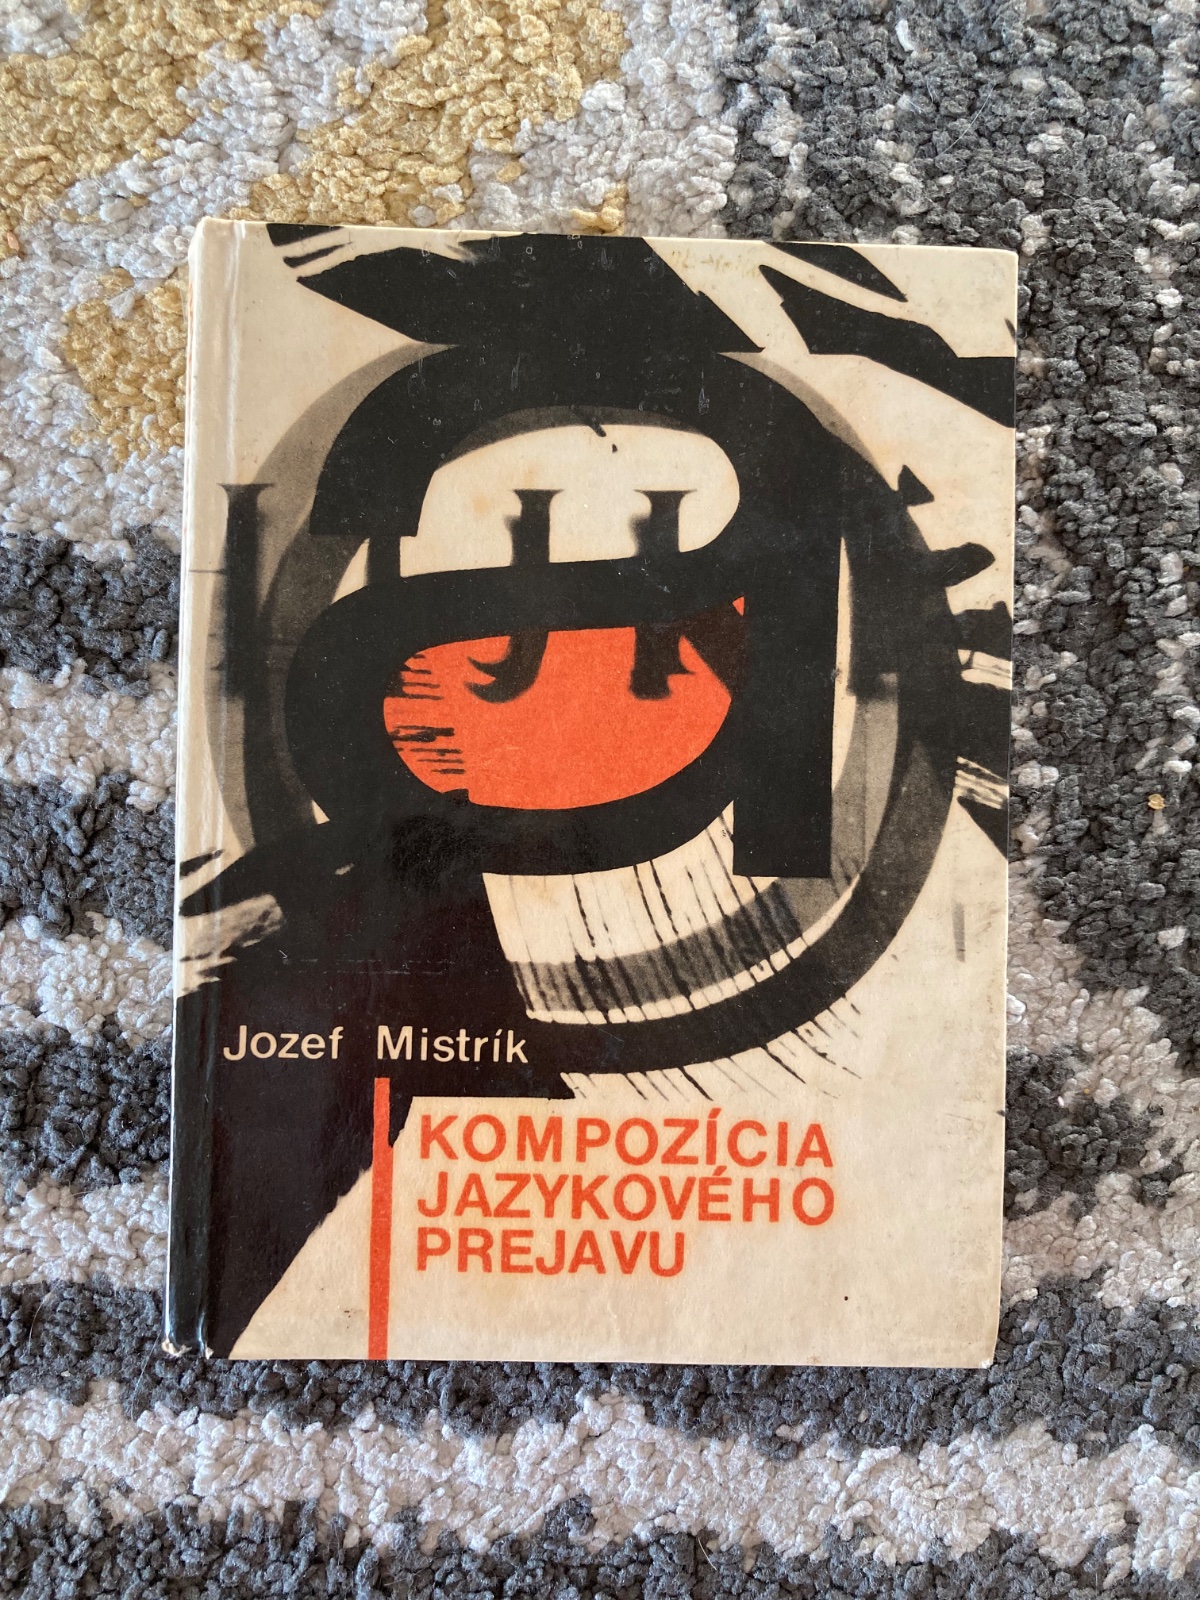 Jozef Mistrík
KOMPOZÍCIA
JAZYKOVÉHO
PREJAVU